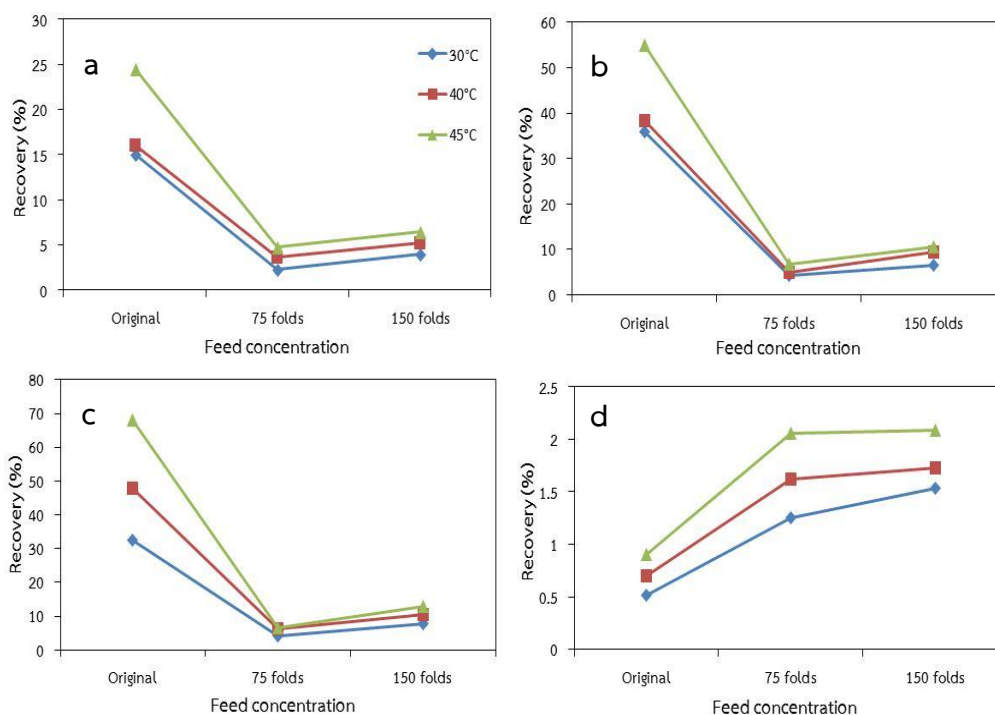 a
30
25
20
15
10
5
0
Recovery (%)
30°C
40°C
45°C
Original
75 folds
150 folds
Feed concentration
b
60
50
40
30
20
10
0
Recovery (%)
Original
75 folds
150 folds
Feed concentration
c
80
70
60
50
40
30
20
10
0
Recovery (%)
Original
75 folds
150 folds
Feed concentration
d
2.5
2
1.5
1
0.5
0
Recovery (%)
Original
75 folds
150 folds
Feed concentration